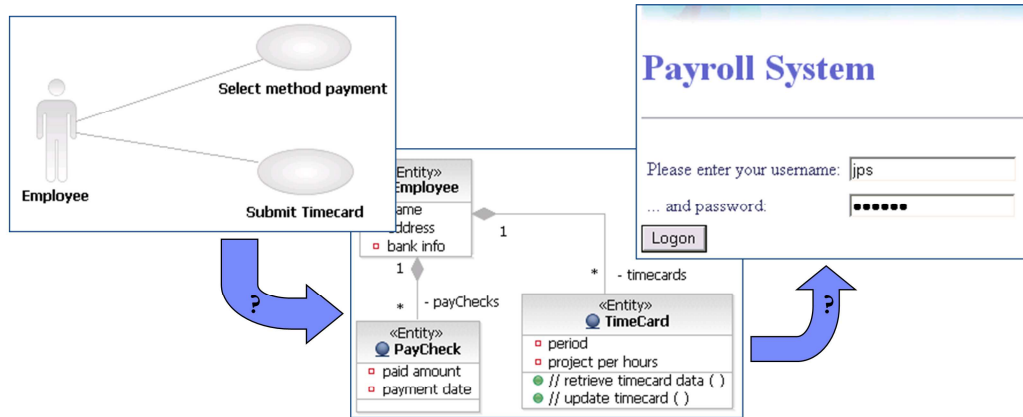 Select method payment
Employee
Submit Timecard
?
Entity»
Employee
name
address
bank info
1
1
*
- payChecks
*
- timecards
«Entity»
PayCheck
paid amount
payment date
«Entity»
TimeCard
period
project per hours
// retrieve timecard data ( )
// update timecard ( )
?
Payroll System
Please enter your username: jps
... and password: ••••••
Logon